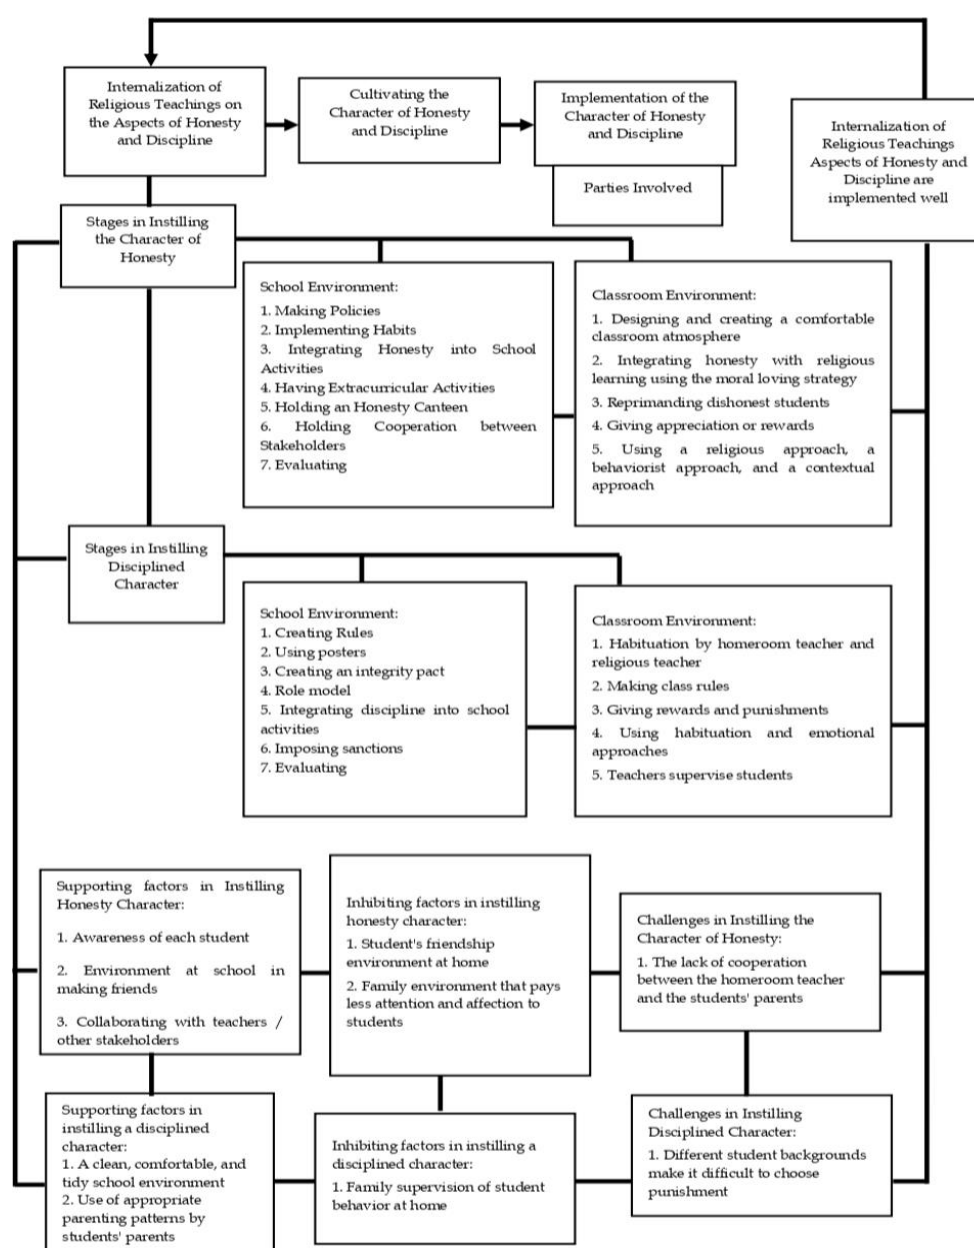 Internalization of
Religious Teachings on
the Aspects of Honesty
and Discipline
Cultivating the
Character of Honesty
and Discipline
Implementation of the
Character of Honesty
and Discipline
Parties Involved
Internalization of
Religious Teachings
Aspects of Honesty and
Discipline are
implemented well
Stages in Instilling
the Character of
Honesty
School Environment:
1. Making Policies
2. Implementing Habits
3. Integrating Honesty into School
Activities
4. Having Extracurricular Activities
5. Holding an Honesty Canteen
6. Holding Cooperation between
Stakeholders
7. Evaluating
Classroom Environment:
1. Designing and creating a comfortable
classroom atmosphere
2. Integrating honesty with religious
learning using the moral loving strategy
3. Reprimanding dishonest students
4. Giving appreciation or rewards
5. Using a religious approach, a
behaviorist approach, and a contextual
approach
Stages in Instilling
Disciplined
Character
School Environment:
1. Creating Rules
2. Using posters
3. Creating an integrity pact
4. Role model
5. Integrating discipline into school
activities
6. Imposing sanctions
7. Evaluating
Classroom Environment:
1. Habituation by homeroom teacher and
religious teacher
2. Making class rules
3. Giving rewards and punishments
4. Using habituation and emotional
approaches
5. Teachers supervise students
Supporting factors in Instilling
Honesty Character:
1. Awareness of each student
2. Environment at school in
making friends
3. Collaborating with teachers /
other stakeholders
Inhibiting factors in instilling
honesty character:
1. Student's friendship
environment at home
2. Family environment that pays
less attention and affection to
students
Challenges in Instilling the
Character of Honesty:
1. The lack of cooperation
between the homeroom teacher
and the students' parents
Supporting factors in
instilling a disciplined
character:
1. A clean, comfortable, and
tidy school environment
2. Use of appropriate
parenting patterns by
students' parents
Inhibiting factors in instilling a
disciplined character:
1. Family supervision of student
behavior at home
Challenges in Instilling
Disciplined Character:
1. Different student backgrounds
make it difficult to choose
punishment